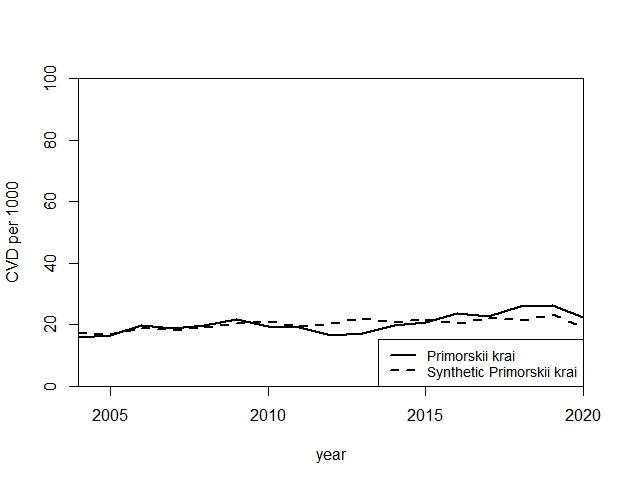 CVD per 1000
100
80
60
40
20
0
Primorskii krai
Synthetic Primorskii krai
2005 2010 2015 2020
year